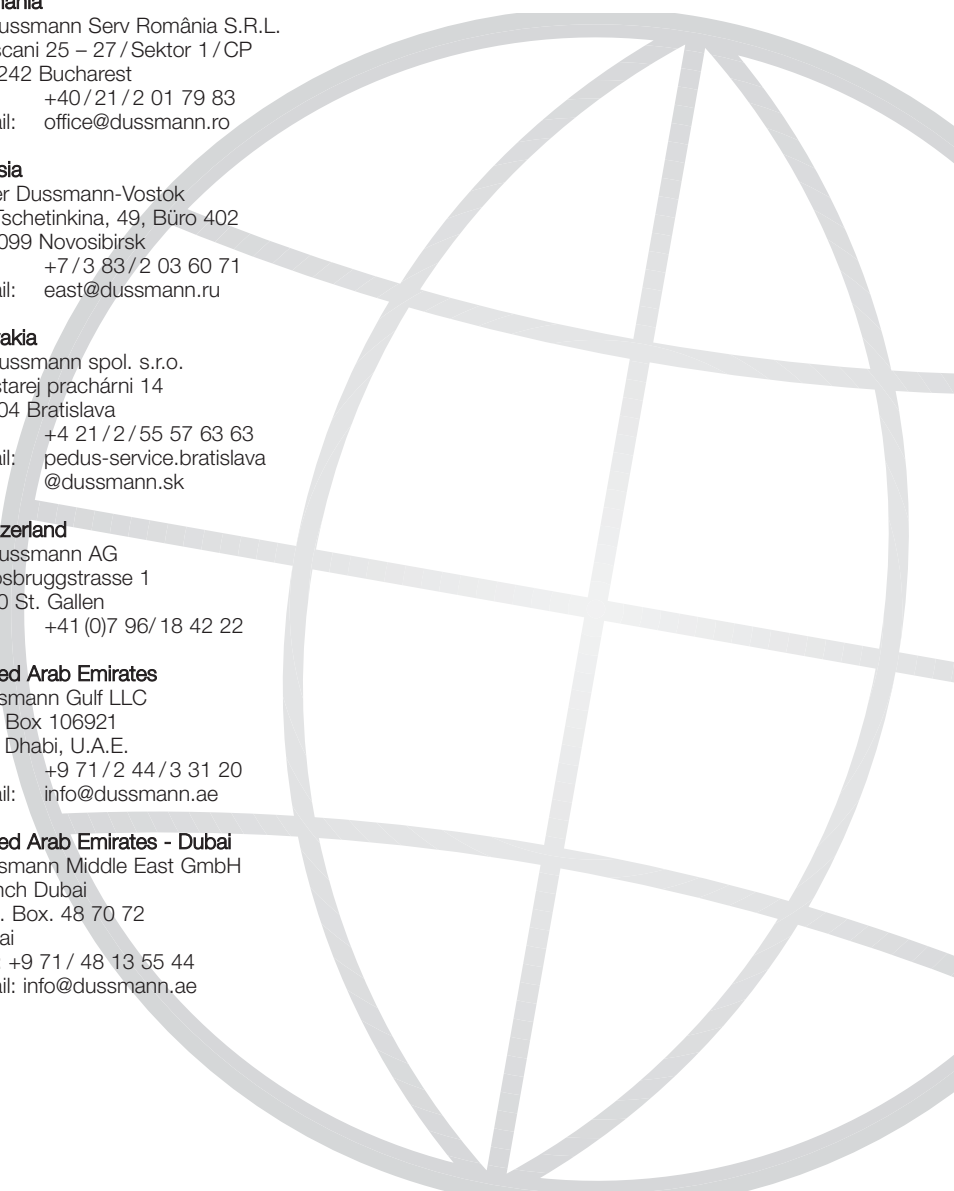 mania
ussmann Serv România S.R.L.
scani 25 – 27 / Sektor 1 / CP
242 Bucharest
+40 / 21 / 2 01 79 83
il: office@dussmann.ro
sia
er Dussmann-Vostok
Tschetinkina, 49, Büro 402
099 Novosibirsk
+7 / 3 83 / 2 03 60 71
il: east@dussmann.ru
akia
ussmann spol. s.r.o.
starej prachárni 14
04 Bratislava
+4 21 / 2 / 55 57 63 63
il: pedus-service.bratislava
@dussmann.sk
zerland
ussmann AG
osbruggstrasse 1
0 St. Gallen
+41 (0)7 96/ 18 42 22
ed Arab Emirates
smann Gulf LLC
Box 106921
Dhabi, U.A.E.
+9 71 / 2 44 / 3 31 20
il: info@dussmann.ae
ed Arab Emirates - Dubai
smann Middle East GmbH
nch Dubai
. Box. 48 70 72
ai
: +9 71 / 48 13 55 44
il: info@dussmann.ae